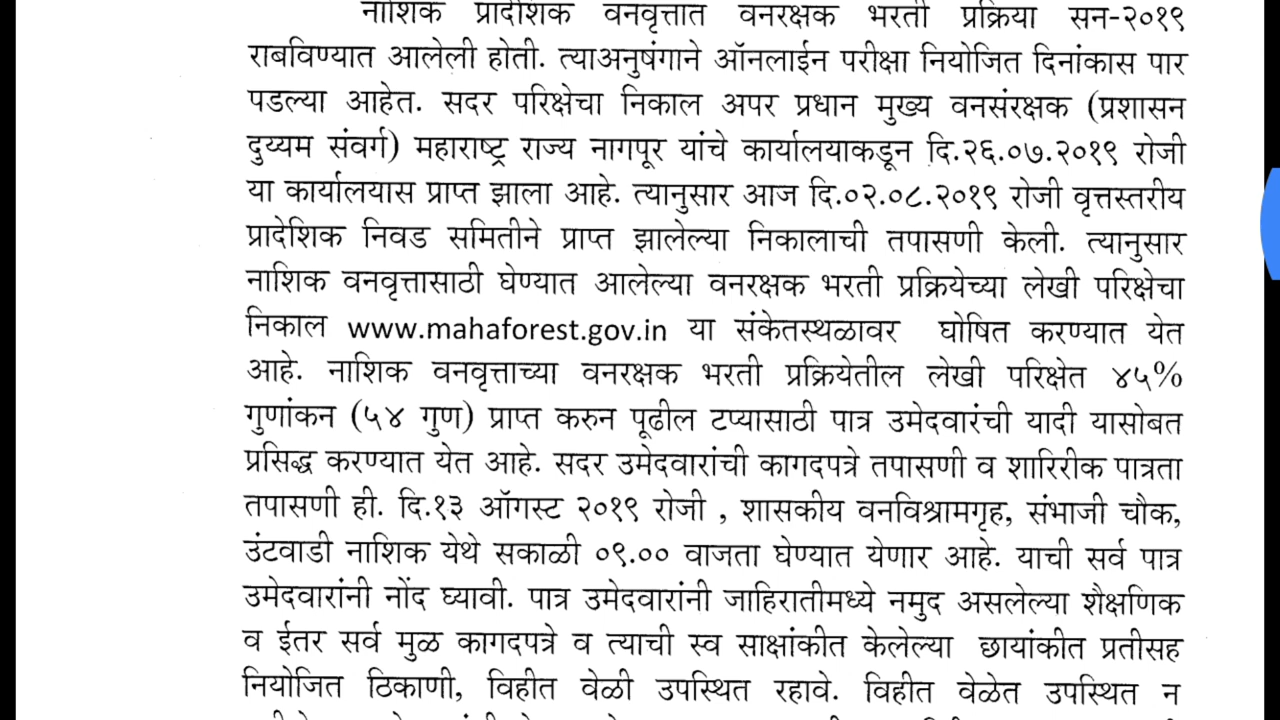 नाशिक प्रादेशिक वनवृत्तात वनरक्षक भरती प्रक्रिया सन-२०१९
राबविण्यात आलेली होती. त्याअनुषंगाने ऑनलाईन परीक्षा नियोजित दिनांकास पार
पडल्या आहेत. सदर परिक्षेचा निकाल अपर प्रधान मुख्य वनसंरक्षक (प्रशासन
दुय्यम संवर्ग) महाराष्ट्र राज्य नागपूर यांचे कार्यालयाकडून दि.२६.०७.२०१९ रोजी
या कार्यालयास प्राप्त झाला आहे. त्यानुसार आज दि.०२.०८.२०१९ रोजी वृत्तस्तरीय
प्रादेशिक निवड समितीने प्राप्त झालेल्या निकालाची तपासणी केली. त्यानुसार
नाशिक वनवृत्तासाठी घेण्यात आलेल्या वनरक्षक भरती प्रक्रियेच्या लेखी परिक्षेचा
निकाल www.mahaforest.gov.in या संकेतस्थळावर घोषित करण्यात येत
आहे. नाशिक वनवृत्ताच्या वनरक्षक भरती प्रक्रियेतील लेखी परिक्षेत ४५%
गुणांकन (५४ गुण) प्राप्त करुन पूढील टप्यासाठी पात्र उमेदवारंची यादी यासोबत
प्रसिद्ध करण्यात येत आहे. सदर उमेदवारांची कागदपत्रे तपासणी व शारिरीक पात्रता
तपासणी ही. दि.१३ ऑगस्ट २०१९ रोजी , शासकीय वनविश्रामगृह, संभाजी चौक,
उंटवाडी नाशिक येथे सकाळी ०९.०० वाजता घेण्यात येणार आहे. याची सर्व पात्र
उमेदवारांनी नोंद घ्यावी. पात्र उमेदवारांनी जाहिरातीमध्ये नमुद असलेल्या शैक्षणिक
व ईतर सर्व मुळ कागदपत्रे व त्याची स्व साक्षांकीत केलेल्या छायांकीत प्रतीसह
नियोजित ठिकाणी, विहीत वेळी उपस्थित रहावे. विहीत वेळेत उपस्थित न